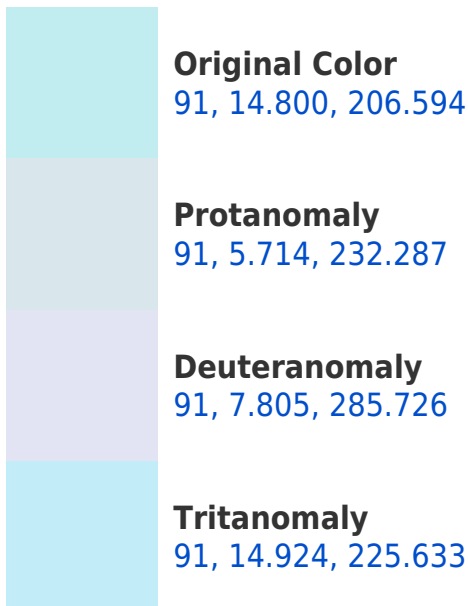 Original Color
91, 14.800, 206.594
Protanomaly
91, 5.714, 232.287
Deuteranomaly
91, 7.805, 285.726
Tritanomaly
91, 14.924, 225.633